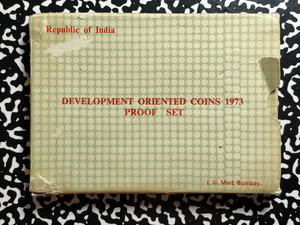 Republic of India
DEVELOPMENT ORIENTED COINS 1973
PROOF SET
I. G. Mint, Bombay.